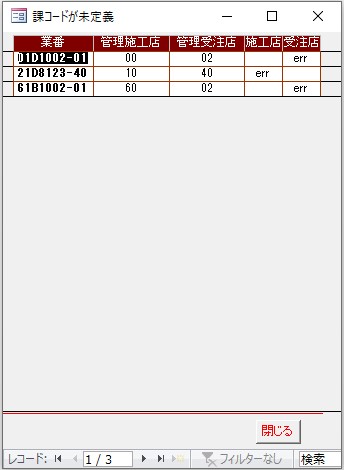 課コードが未定義
業番 管理施工店 管理受注店 施工店 受注店
01D1002-01 00 02 err
21D8123-40 10 40 err
61B1002-01 60 02 err
閉じる
レコード: 1 / 3 フィルターなし 検索